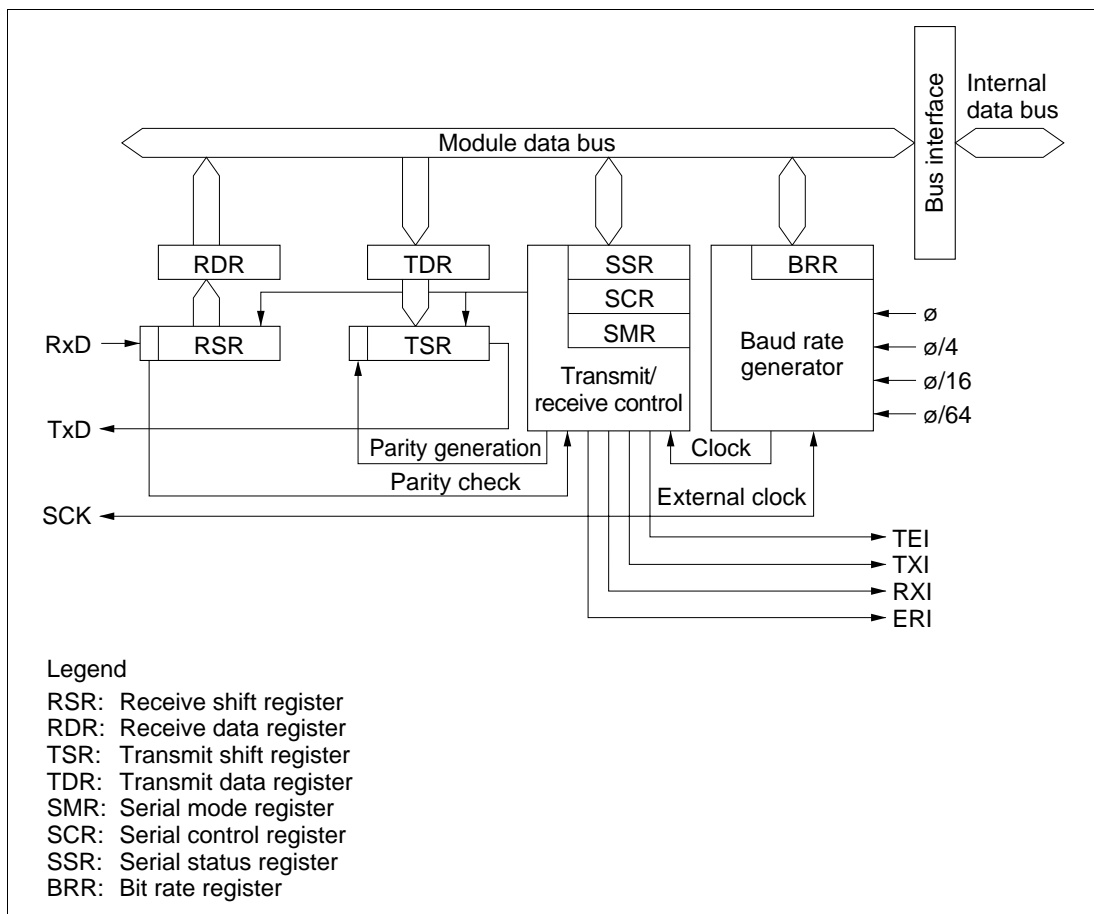 Internal
data bus
Bus interface
Module data bus
RDR
TDR
SSR
BRR
SCR
RxD
RSR
TSR
SMR
Transmit/
receive control
Baud rate
generator
ø
ø/4
ø/16
ø/64
TxD
Parity generation
Clock
Parity check
External clock
SCK
TEI
TXI
RXI
ERI
Legend
RSR: Receive shift register
RDR: Receive data register
TSR: Transmit shift register
TDR: Transmit data register
SMR: Serial mode register
SCR: Serial control register
SSR: Serial status register
BRR: Bit rate register